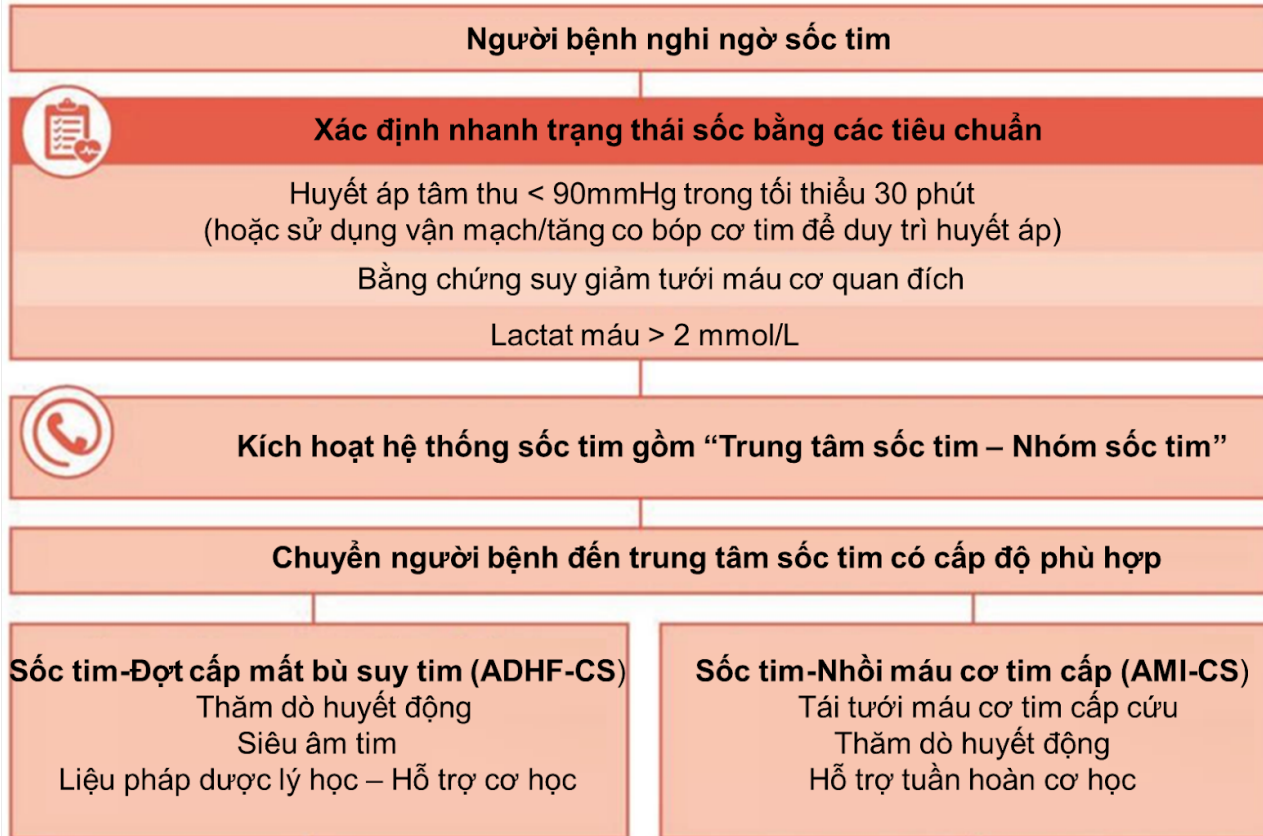 Người bệnh nghi ngờ sốc tim
Xác định nhanh trạng thái sốc bằng các tiêu chuẩn
Huyết áp tâm thu < 90mmHg trong tối thiểu 30 phút
(hoặc sử dụng vận mạch/tăng co bóp cơ tim để duy trì huyết áp)
Bằng chứng suy giảm tưới máu cơ quan đích
Lactat máu > 2 mmol/L
Kích hoạt hệ thống sốc tim gồm “Trung tâm sốc tim – Nhóm sốc tim”
Chuyển người bệnh đến trung tâm sốc tim có cấp độ phù hợp
Sốc tim-Đợt cấp mất bù suy tim (ADHF-CS)
Thăm dò huyết động
Siêu âm tim
Liệu pháp dược lý học – Hỗ trợ cơ học
Sốc tim-Nhồi máu cơ tim cấp (AMI-CS)
Tái tưới máu cơ tim cấp cứu
Thăm dò huyết động
Hỗ trợ tuần hoàn cơ học